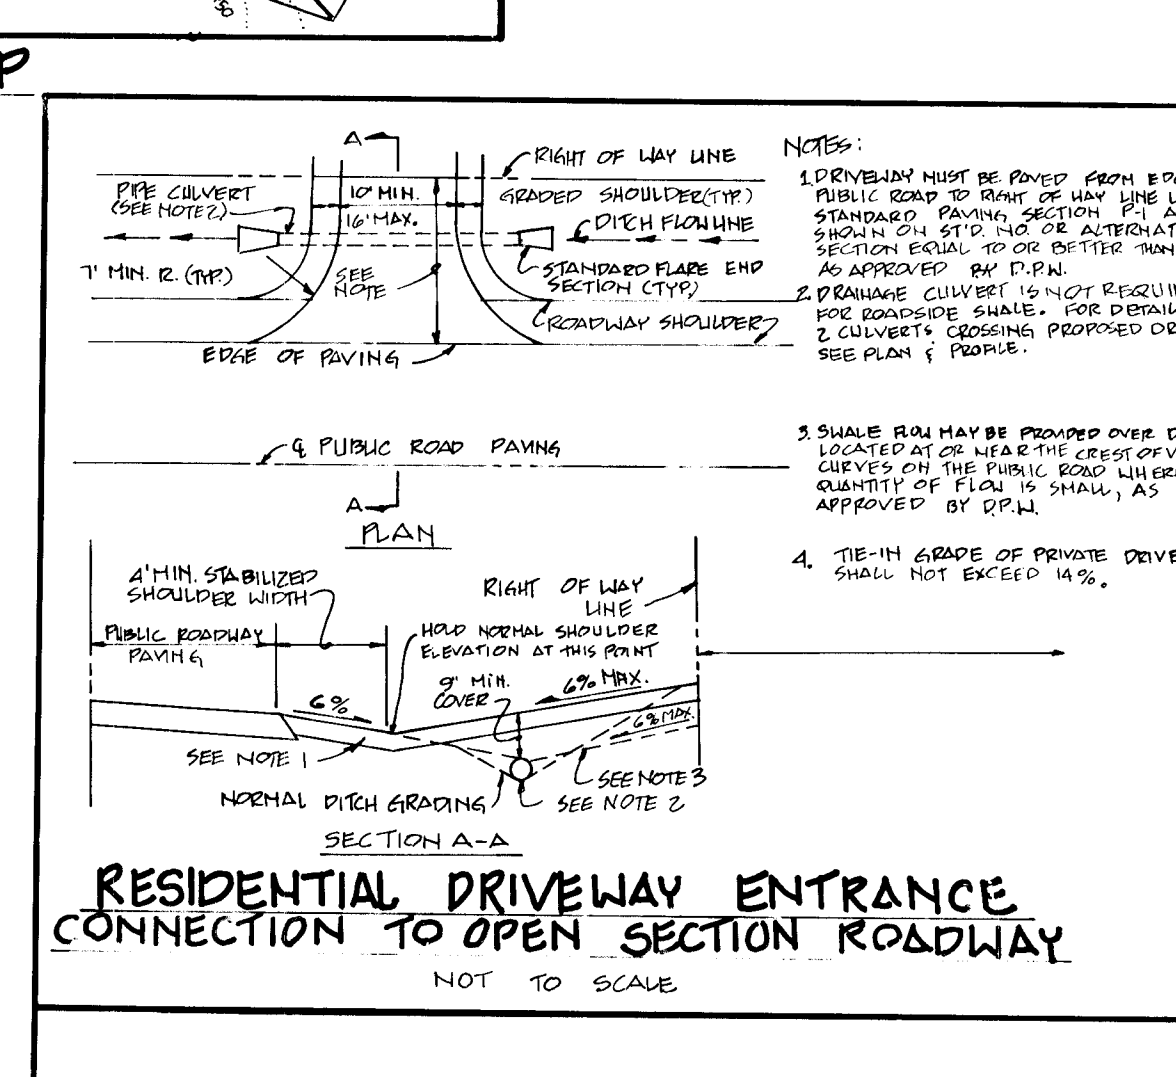 A
RIGHT OF WAY LINE
PIPE CULVERT
(SEE NOTE 2)
10' MIN.
16' MAX.
GRADED SHOULDER (TYP.)
DITCH FLOW LINE
7' MIN. R. (TYP.)
SEE
NOTE
STANDARD FLARE END
SECTION (TYP.)
ROADWAY SHOULDER
EDGE OF PAVING
℄ PUBLIC ROAD PAVING
A
PLAN
NOTES:
1. DRIVEWAY MUST BE PAVED FROM
PUBLIC ROAD TO RIGHT OF WAY LINE
STANDARD PAVING SECTION P-1
SHOWN ON ST'D. NO. OR
SECTION EQUAL TO OR BETTER THAN
AS APPROVED BY D.P.W.
2. DRAINAGE CULVERT IS NOT
FOR ROADSIDE SWALE. FOR
2 CULVERTS CROSSING PROPOSED
SEE PLAN & PROFILE.
3. SWALE FLOW MAY BE PROVIDED OVER
LOCATED AT OR NEAR THE CREST OF
CURVES ON THE PUBLIC ROAD
QUANTITY OF FLOW IS SMALL, AS
APPROVED BY D.P.W.
4. TIE-IN GRADE OF PRIVATE
SHALL NOT EXCEED 14%.
4' MIN. STABILIZED
SHOULDER WIDTH
RIGHT OF WAY
LINE
PUBLIC ROADWAY
PAVING
HOLD NORMAL SHOULDER
ELEVATION AT THIS POINT
9" MIN.
COVER
6% MAX.
6%
6% MAX.
SEE NOTE 1
SEE NOTE 3
NORMAL DITCH GRADING
SEE NOTE 2
SECTION A-A
RESIDENTIAL DRIVEWAY ENTRANCE
CONNECTION TO OPEN SECTION ROADWAY
NOT TO SCALE